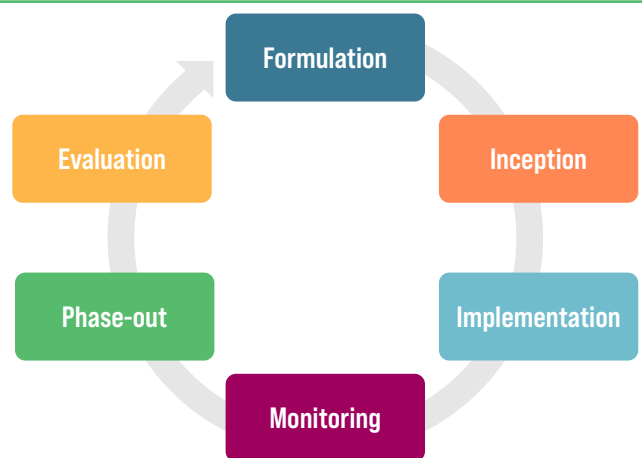 Formulation
Inception
Implementation
Monitoring
Phase-out
Evaluation